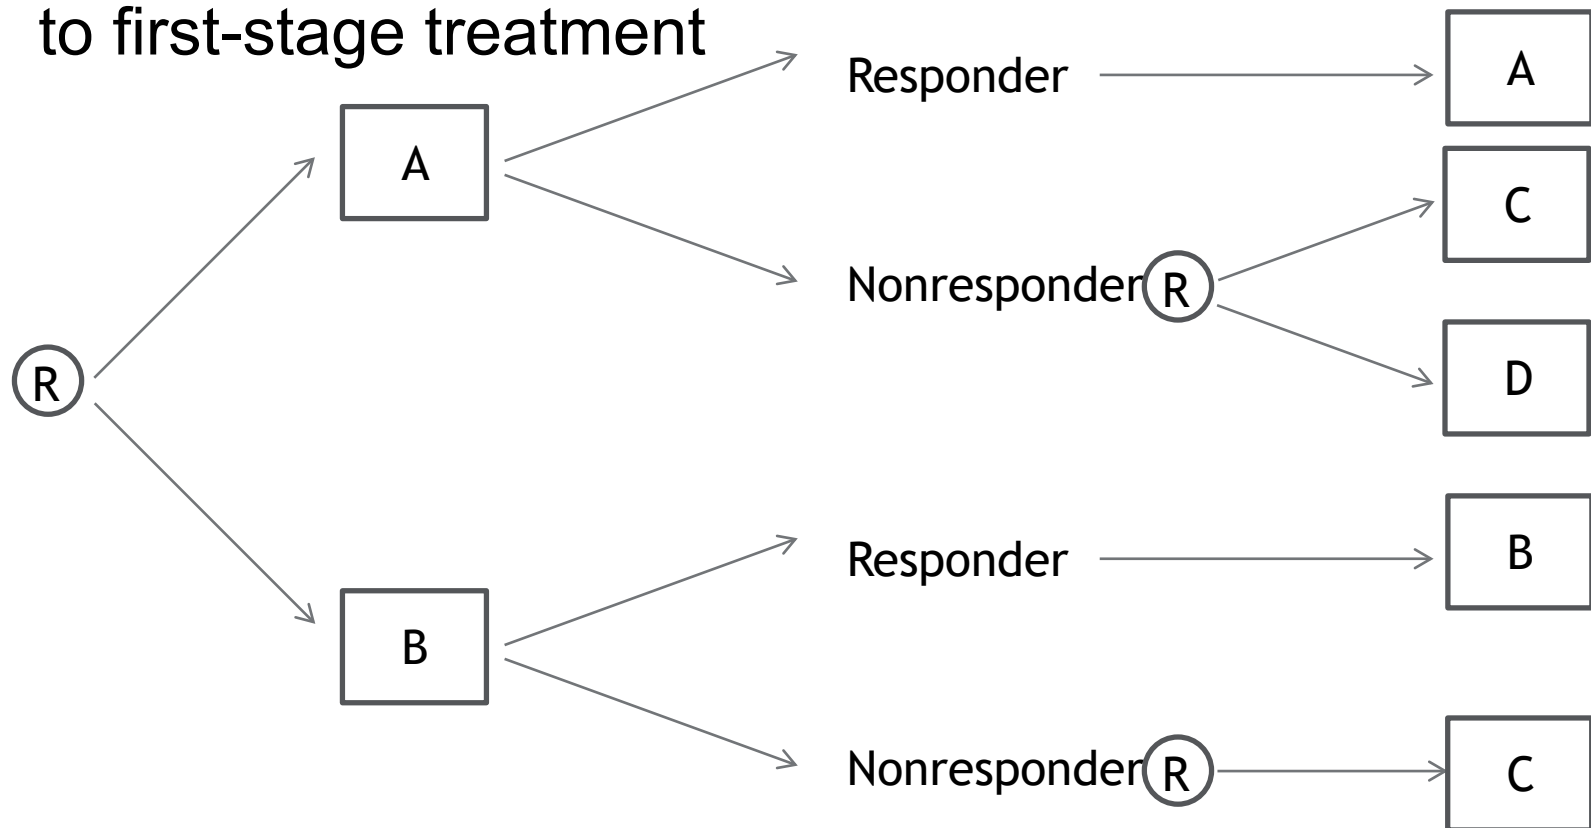 to first-stage treatment
Responder
A
A
C
Nonresponder R
R
D
Responder
B
B
Nonresponder R
C